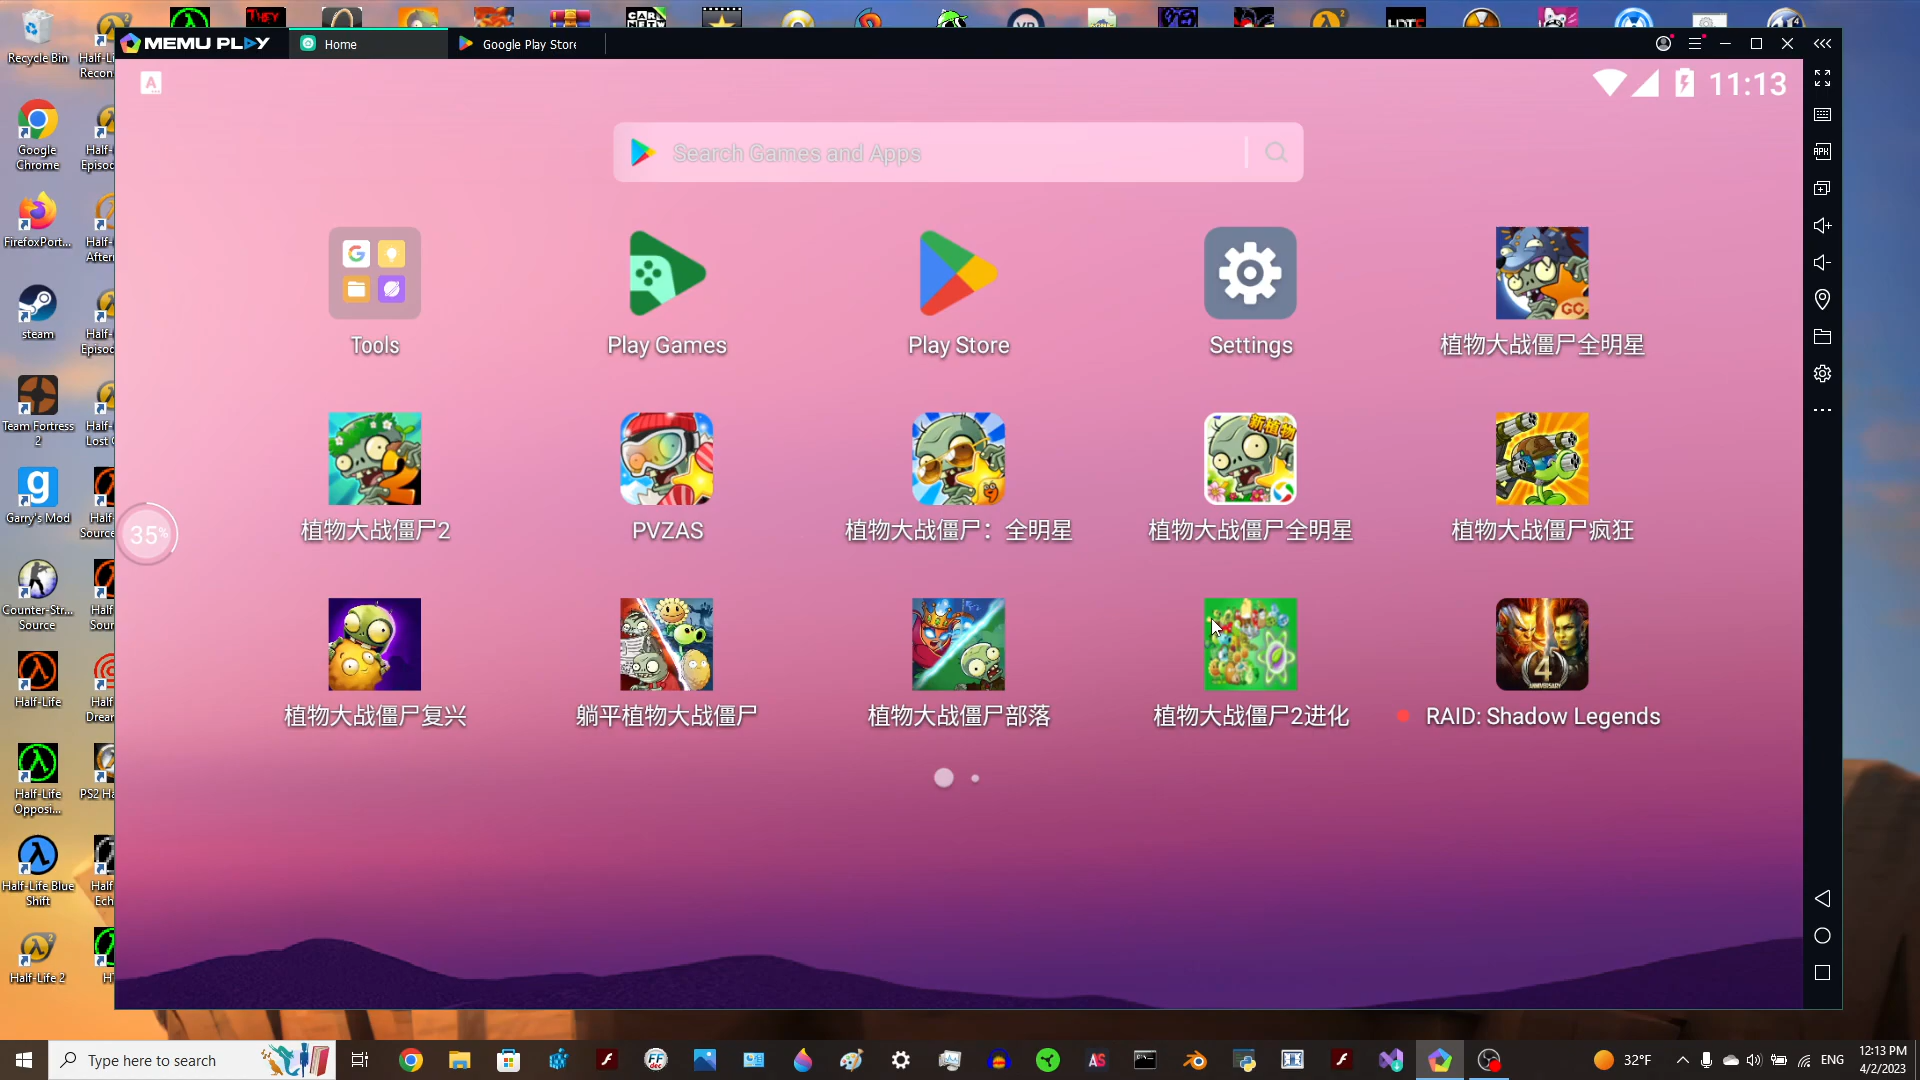 Recycle Bin
Google
Chrome
FirefoxPort...
steam
Team Fortress
2
Garry's Mod
Counter-Str...
Source
Half-Life
Half-Life
Opposi...
Half-Life Blue
Shift
Half-Life 2
MEMU PLAY
Home
Google Play Store
11:13
Search Games and Apps
Tools
Play Games
Play Store
Settings
植物大战僵尸全明星
植物大战僵尸2
PVZAS
植物大战僵尸：全明星
植物大战僵尸全明星
植物大战僵尸疯狂
新植物
35%
植物大战僵尸复兴
躺平植物大战僵尸
植物大战僵尸部落
植物大战僵尸2进化
RAID: Shadow Legends
Type here to search
32°F
ENG
12:13 PM
4/2/2023